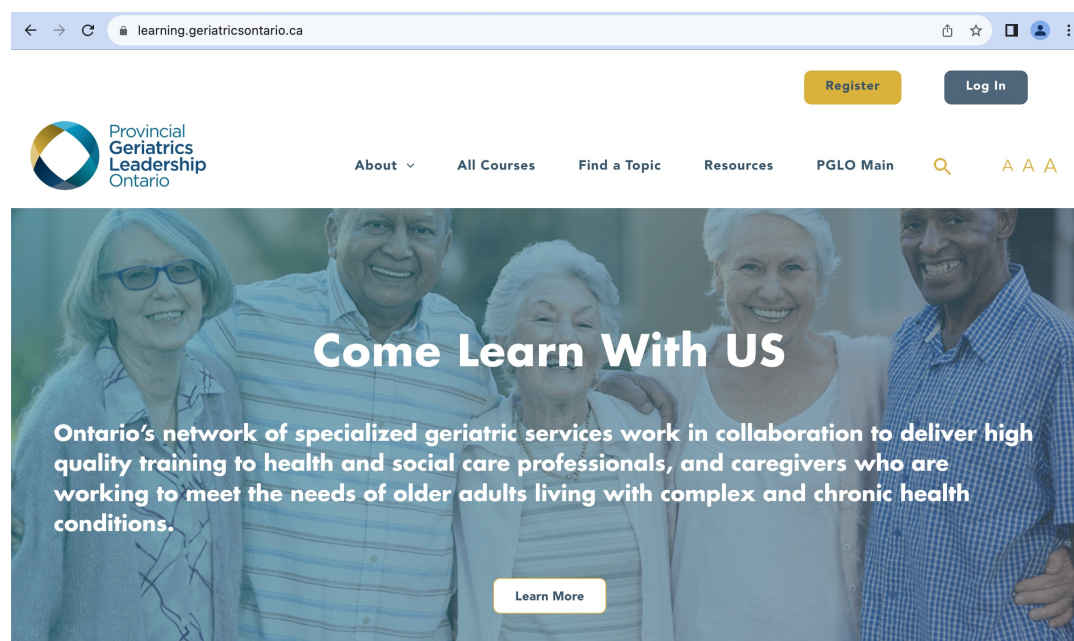 learning.geriatricsontario.ca
Register
Log In
Provincial
Geriatrics
Leadership
Ontario
About
All Courses
Find a Topic
Resources
PGLO Main
A A A
Come Learn With US
Ontario’s network of specialized geriatric services work in collaboration to deliver high
quality training to health and social care professionals, and caregivers who are
working to meet the needs of older adults living with complex and chronic health
conditions.
Learn More